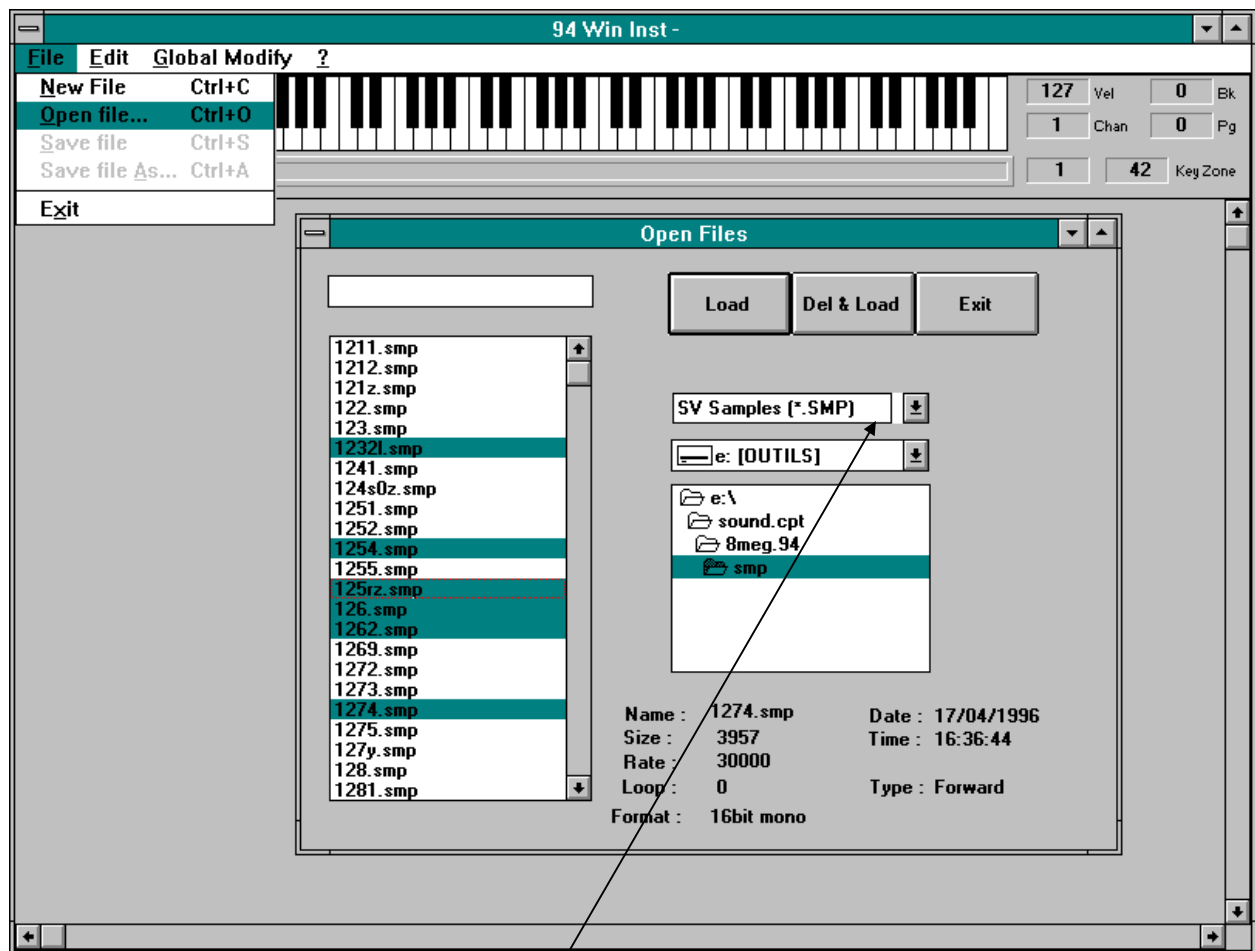 94 Win Inst -
File Edit Global Modify ?
New File Ctrl+C
Open file... Ctrl+O
Save file Ctrl+S
Save file As... Ctrl+A
Exit
127 Vel 0 Bk
1 Chan 0 Pg
1 42 Key Zone
Open Files
Load Del & Load Exit
1211.smp
1212.smp
121z.smp
122.smp
123.smp
1232l.smp
1241.smp
124s0z.smp
1251.smp
1252.smp
1254.smp
1255.smp
125rz.smp
126.smp
1262.smp
1269.smp
1272.smp
1273.smp
1274.smp
1275.smp
127y.smp
128.smp
1281.smp
SV Samples (*.SMP)
e: [OUTILS]
e:\
sound.cpt
8meg.94
smp
Name : 1274.smp Date : 17/04/1996
Size : 3957 Time : 16:36:44
Rate : 30000
Loop : 0 Type : Forward
Format : 16bit mono